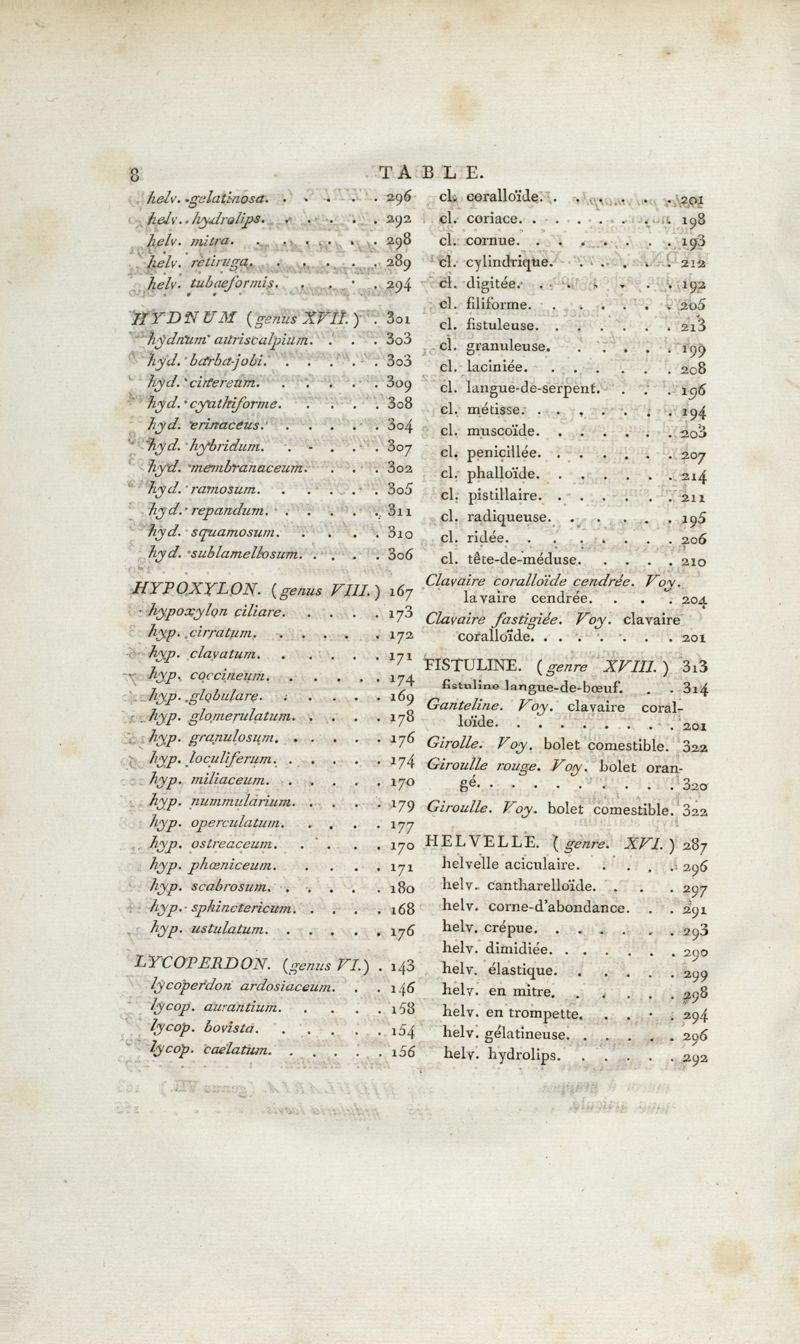 8
TABLE.
helv. gelatinosa. . . . . . 296
helv. hydrolips. . . . . . 292
helv. mitra. . . . . . . 298
helv. retiruga. . . . . . 289
helv. tubaeformis. . . . . 294
HYDNUM (genus XVII.) . 301
hydnum auriscalpium. . . . 303
hyd. barba-jobi. . . . . . 303
hyd. cinereum. . . . . . 309
hyd. cyathiforme. . . . . 308
hyd. erinaceus. . . . . . 304
hyd. hybridum. . . . . . 307
hyd. membranaceum. . . . 302
hyd. ramosum. . . . . . 305
hyd. repandum. . . . . . 311
hyd. squamosum. . . . . 310
hyd. sublamellosum. . . . . 306
HYPOXYLON. (genus VIII.) 167
hypoxylon ciliare. . . . . 173
hyp. cirratum. . . . . . 172
hyp. clavatum. . . . . . 171
hyp. coccineum. . . . . . 174
hyp. globulare. . . . . . 169
hyp. glomerulatum. . . . . 178
hyp. granulosum. . . . . . 176
hyp. loculiferum. . . . . . 174
hyp. miliaceum. . . . . . 170
hyp. nummularium. . . . . 179
hyp. operculatum. . . . . 177
hyp. ostreaceum. . . . . 170
hyp. phœniceum. . . . . 171
hyp. scabrosum. . . . . . 180
hyp. sphinctericum. . . . . 168
hyp. ustulatum. . . . . . 176
LYCOPERDON. (genus VI.) . 143
lycoperdon ardosiaceum. . . 146
lycop. aurantium. . . . . 158
lycop. bovista. . . . . . 154
lycop. caelatum. . . . . . 156
cl. coralloïde. . . . . . . 201
cl. coriace. . . . . . . . 198
cl. cornue. . . . . . . . 193
cl. cylindrique. . . . . . 212
cl. digitée. . . . . . . 192
cl. filiforme. . . . . . . 205
cl. fistuleuse. . . . . . . 213
cl. granuleuse. . . . . . 199
cl. laciniée. . . . . . . 208
cl. langue-de-serpent. . . . 196
cl. métisse. . . . . . . . 194
cl. muscoïde. . . . . . . 203
cl. penicillée. . . . . . . 207
cl. phalloïde. . . . . . . 214
cl. pistillaire. . . . . . . 211
cl. radiqueuse. . . . . . 195
cl. ridée. . . . . . . . 206
cl. tête-de-méduse. . . . . 210
Clavaire coralloïde cendrée. Voy.
lavaire cendrée. . . . 204
Clavaire fastigiée. Voy. clavaire
coralloïde. . . . . . . . 201
FISTULINE. (genre XVIII.) 313
fistuline langue-de-bœuf. . . 314
Ganteline. Voy. clavaire coral-
loïde. . . . . . . . . 201
Girolle. Voy. bolet comestible. 322
Giroulle rouge. Voy. bolet oran-
gé. . . . . . . . . . 320
Giroulle. Voy. bolet comestible. 322
HELVELLE. (genre. XVI.) 287
helvelle aciculaire. . . . . 296
helv. cantharelloïde. . . . 297
helv. corne-d'abondance. . . 291
helv. crépue. . . . . . . 293
helv. dimidiée. . . . . . . 290
helv. élastique. . . . . . 299
helv. en mitre. . . . . . 298
helv. en trompette. . . . . 294
helv. gélatineuse. . . . . . 296
helv. hydrolips. . . . . . 292